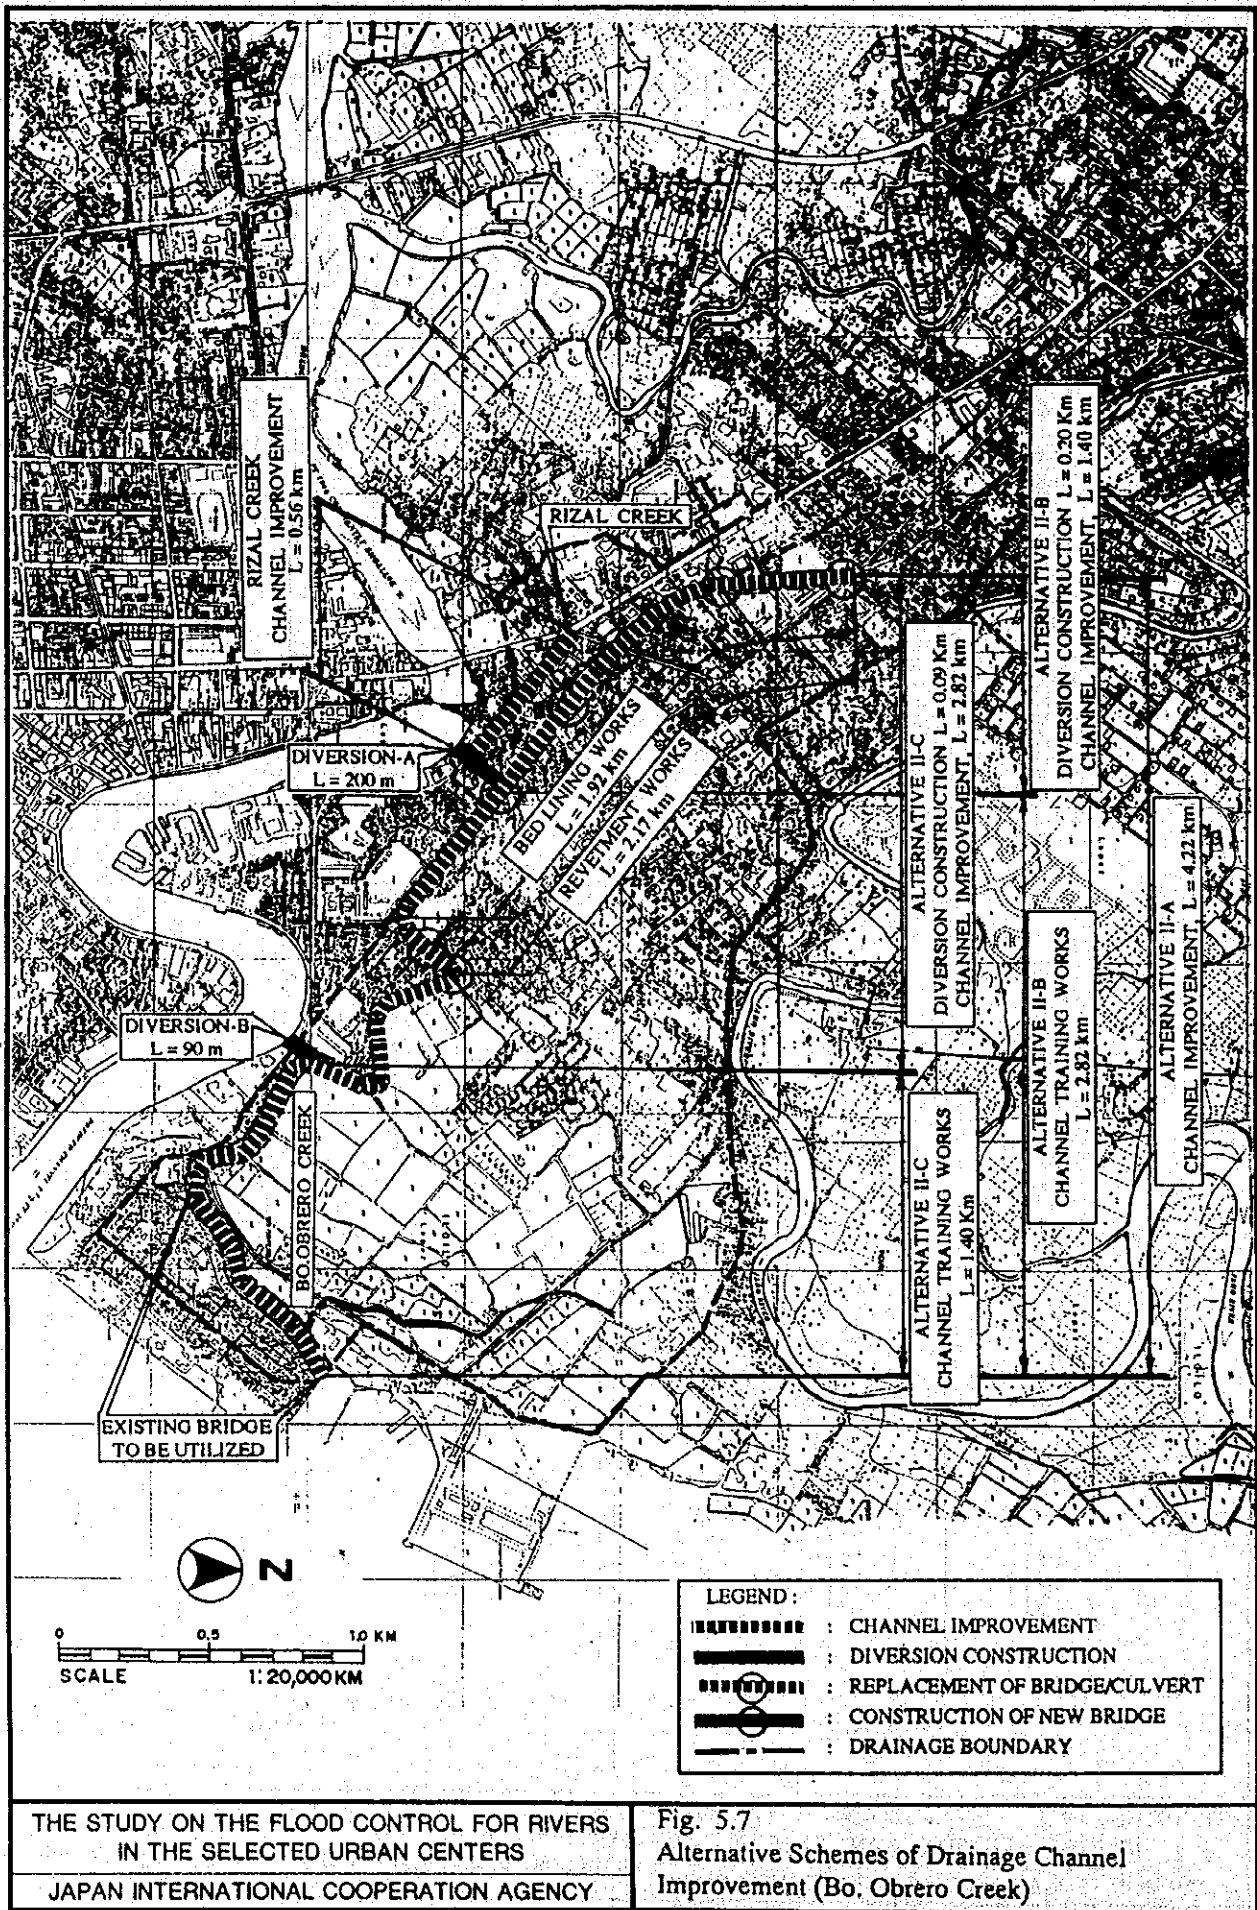 RIZAL CREEK
CHANNEL IMPROVEMENT
L = 0.56 km
RIZAL CREEK
ALTERNATIVE II-B
DIVERSION CONSTRUCTION L = 0.20 Km
CHANNEL IMPROVEMENT, L = 1.40 km
ALTERNATIVE II-C
DIVERSION CONSTRUCTION L = 0.09 Km
CHANNEL IMPROVEMENT, L = 2.82 km
DIVERSION-A
L = 200 m
BED LINING WORKS
L = 1.92 km
REVETMENT WORKS
L = 2.17 km
ALTERNATIVE II-A
CHANNEL IMPROVEMENT, L = 4.22 km
ALTERNATIVE II-B
CHANNEL TRAINING WORKS
L = 2.82 km
DIVERSION-B
L = 90 m
BO.OBRERO CREEK
ALTERNATIVE II-C
CHANNEL TRAINING WORKS
L = 1.40 Km
EXISTING BRIDGE
TO BE UTILIZED
N
0 0.5 1.0 KM
SCALE 1:20,000KM
LEGEND :
: CHANNEL IMPROVEMENT
: DIVERSION CONSTRUCTION
: REPLACEMENT OF BRIDGE/CULVERT
: CONSTRUCTION OF NEW BRIDGE
: DRAINAGE BOUNDARY
THE STUDY ON THE FLOOD CONTROL FOR RIVERS
IN THE SELECTED URBAN CENTERS
JAPAN INTERNATIONAL COOPERATION AGENCY
Fig. 5.7
Alternative Schemes of Drainage Channel
Improvement (Bo. Obrero Creek)